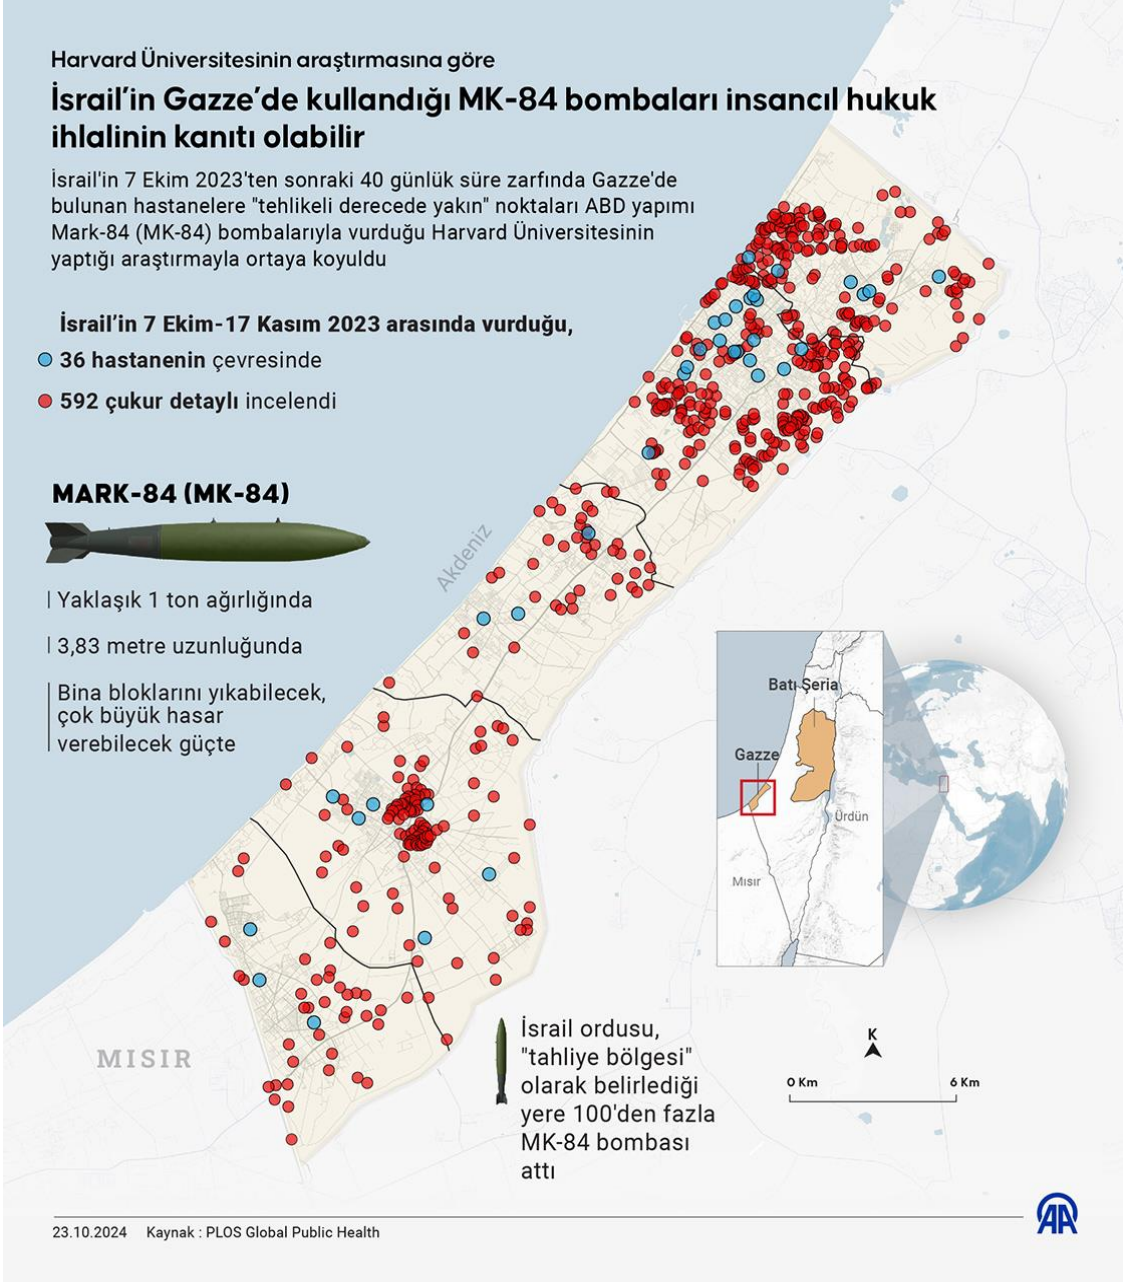 Harvard Üniversitesinin araştırmasına göre
İsrail'in Gazze'de kullandığı MK-84 bombaları insancıl hukuk
ihlalinin kanıtı olabilir
İsrail'in 7 Ekim 2023'ten sonraki 40 günlük süre zarfında Gazze'de
bulunan hastanelere "tehlikeli derecede yakın" noktaları ABD yapımı
Mark-84 (MK-84) bombalarıyla vurduğu Harvard Üniversitesinin
yaptığı araştırmayla ortaya koyuldu
İsrail'in 7 Ekim-17 Kasım 2023 arasında vurduğu,
36 hastanenin çevresinde
592 çukur detaylı incelendi
MARK-84 (MK-84)
Yaklaşık 1 ton ağırlığında
3,83 metre uzunluğunda
Bina bloklarını yıkabilecek,
çok büyük hasar
verebilecek güçte
Akdeniz
Batı Şeria
Gazze
Ürdün
Mısır
MISIR
İsrail ordusu,
"tahliye bölgesi"
olarak belirlediği
yere 100'den fazla
MK-84 bombası
attı
K
0 Km 6 Km
23.10.2024 Kaynak : PLOS Global Public Health
AA